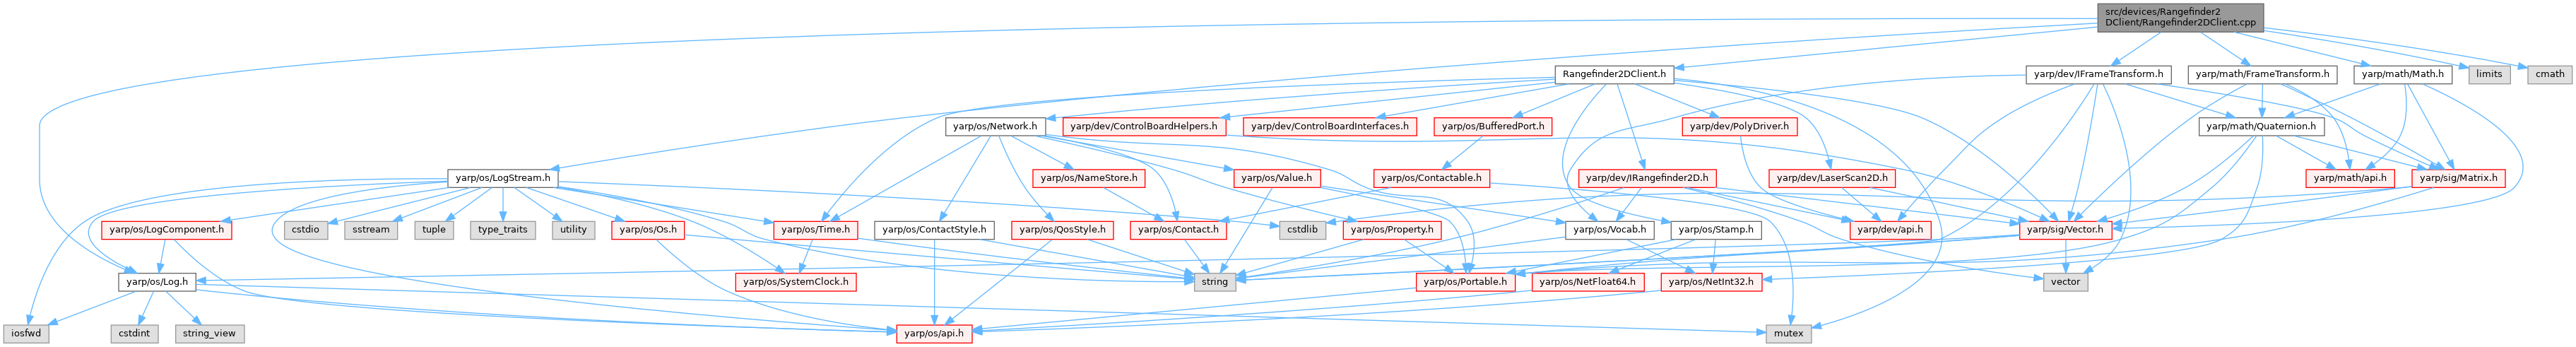 src/devices/Rangefinder2
DClient/Rangefinder2DClient.cpp
Rangefinder2DClient.h
yarp/dev/IFrameTransform.h
yarp/math/FrameTransform.h
yarp/math/Math.h
limits
cmath
yarp/os/Network.h
yarp/dev/ControlBoardHelpers.h
yarp/dev/ControlBoardInterfaces.h
yarp/os/BufferedPort.h
yarp/dev/PolyDriver.h
yarp/math/Quaternion.h
yarp/os/LogStream.h
yarp/os/NameStore.h
yarp/os/Value.h
yarp/os/Contactable.h
yarp/dev/IRangefinder2D.h
yarp/dev/LaserScan2D.h
yarp/math/api.h
yarp/sig/Matrix.h
yarp/os/LogComponent.h
cstdio
sstream
tuple
type_traits
utility
yarp/os/Os.h
yarp/os/Time.h
yarp/os/ContactStyle.h
yarp/os/QosStyle.h
yarp/os/Contact.h
cstdlib
yarp/os/Property.h
yarp/os/Vocab.h
yarp/os/Stamp.h
yarp/dev/api.h
yarp/sig/Vector.h
yarp/os/Log.h
yarp/os/SystemClock.h
string
yarp/os/Portable.h
yarp/os/NetFloat64.h
yarp/os/NetInt32.h
vector
iosfwd
cstdint
string_view
yarp/os/api.h
mutex